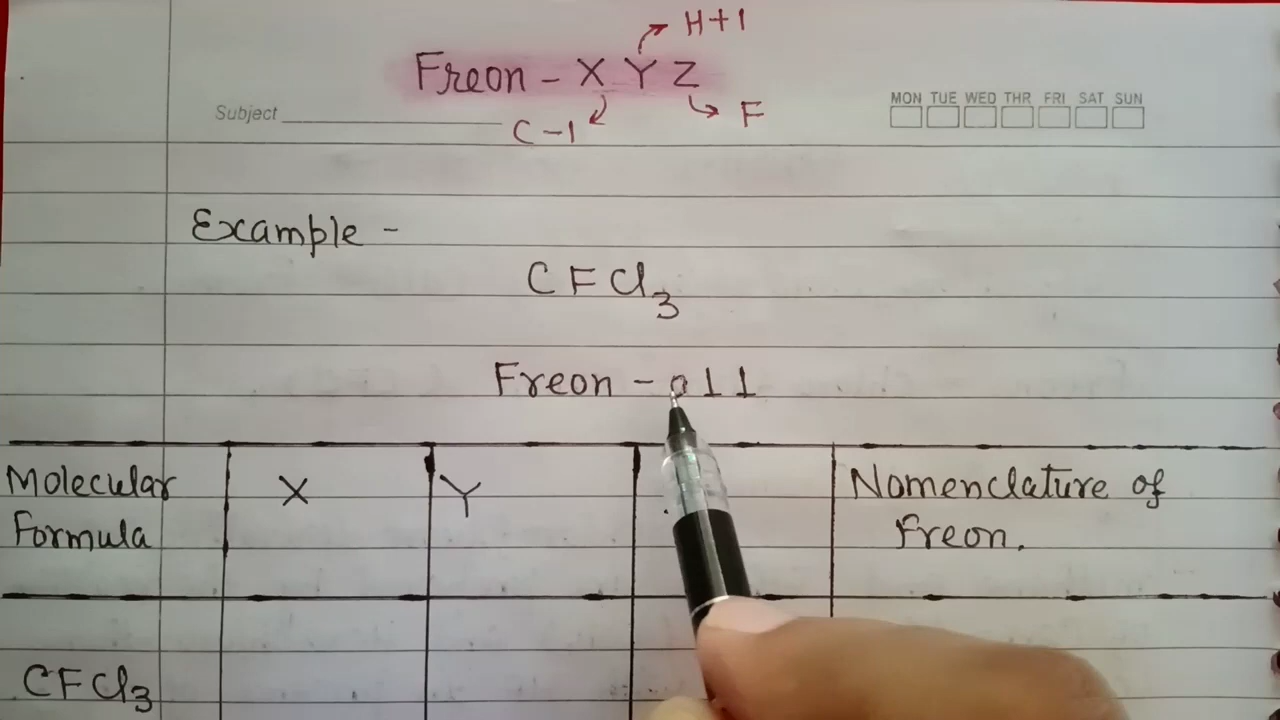 H+1
Freon - X Y Z
MON TUE WED THR FRI SAT SUN
Subject
C-1
F
Example -
CFCl₃
Freon - 011
Molecular Formula
X
Y
Nomenclature of Freon.
CFCl₃